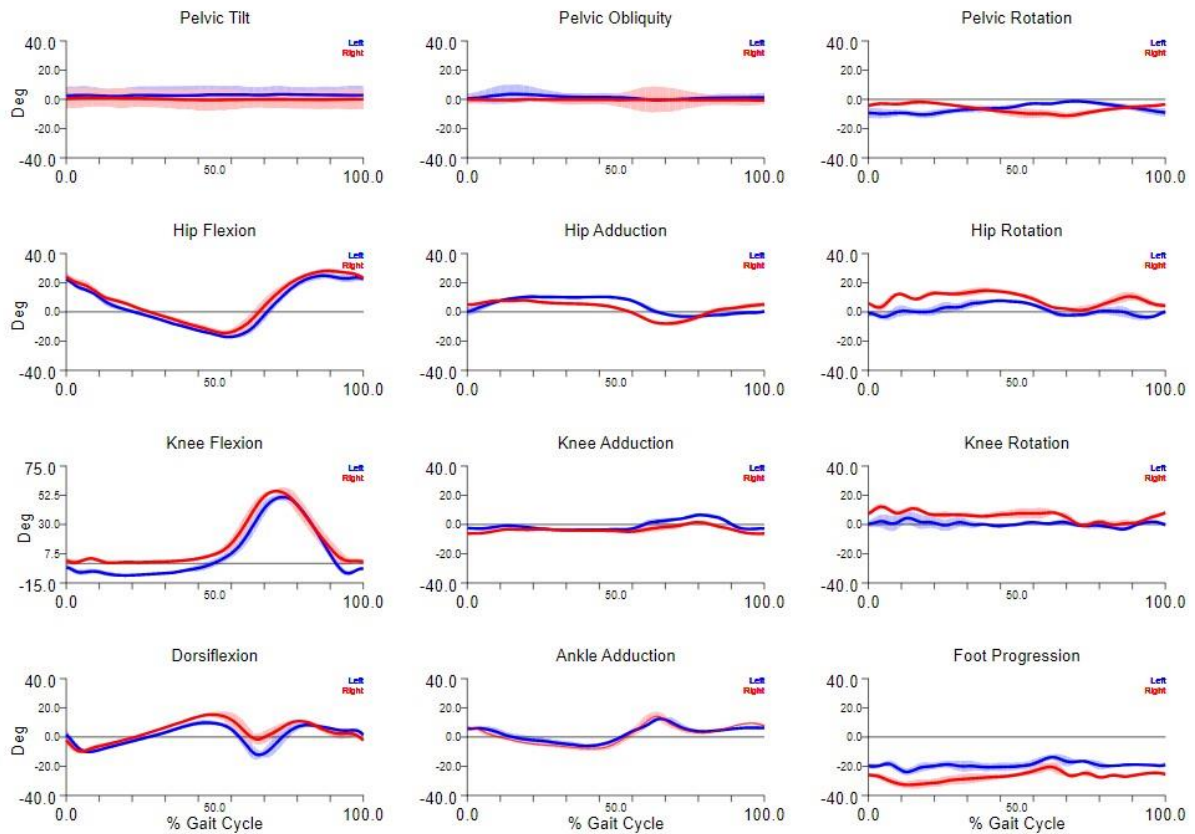 Pelvic Tilt
40.0
20.0
0.0
-20.0
-40.0
Deg
Left
Right
0.0
50.0
100.0
Pelvic Obliquity
40.0
20.0
0.0
-20.0
-40.0
Left
Right
0.0
50.0
100.0
Pelvic Rotation
40.0
20.0
0.0
-20.0
-40.0
Left
Right
0.0
50.0
100.0
Hip Flexion
40.0
20.0
0.0
-20.0
-40.0
Deg
Left
Right
0.0
50.0
100.0
Hip Adduction
40.0
20.0
0.0
-20.0
-40.0
Left
Right
0.0
50.0
100.0
Hip Rotation
40.0
20.0
0.0
-20.0
-40.0
Left
Right
0.0
50.0
100.0
Knee Flexion
75.0
52.5
30.0
7.5
-15.0
Deg
Left
Right
0.0
50.0
100.0
Knee Adduction
40.0
20.0
0.0
-20.0
-40.0
Left
Right
0.0
50.0
100.0
Knee Rotation
40.0
20.0
0.0
-20.0
-40.0
Left
Right
0.0
50.0
100.0
Dorsiflexion
40.0
20.0
0.0
-20.0
-40.0
Deg
Left
Right
0.0
50.0
100.0
% Gait Cycle
Ankle Adduction
40.0
20.0
0.0
-20.0
-40.0
Left
Right
0.0
50.0
100.0
% Gait Cycle
Foot Progression
40.0
20.0
0.0
-20.0
-40.0
Left
Right
0.0
50.0
100.0
% Gait Cycle